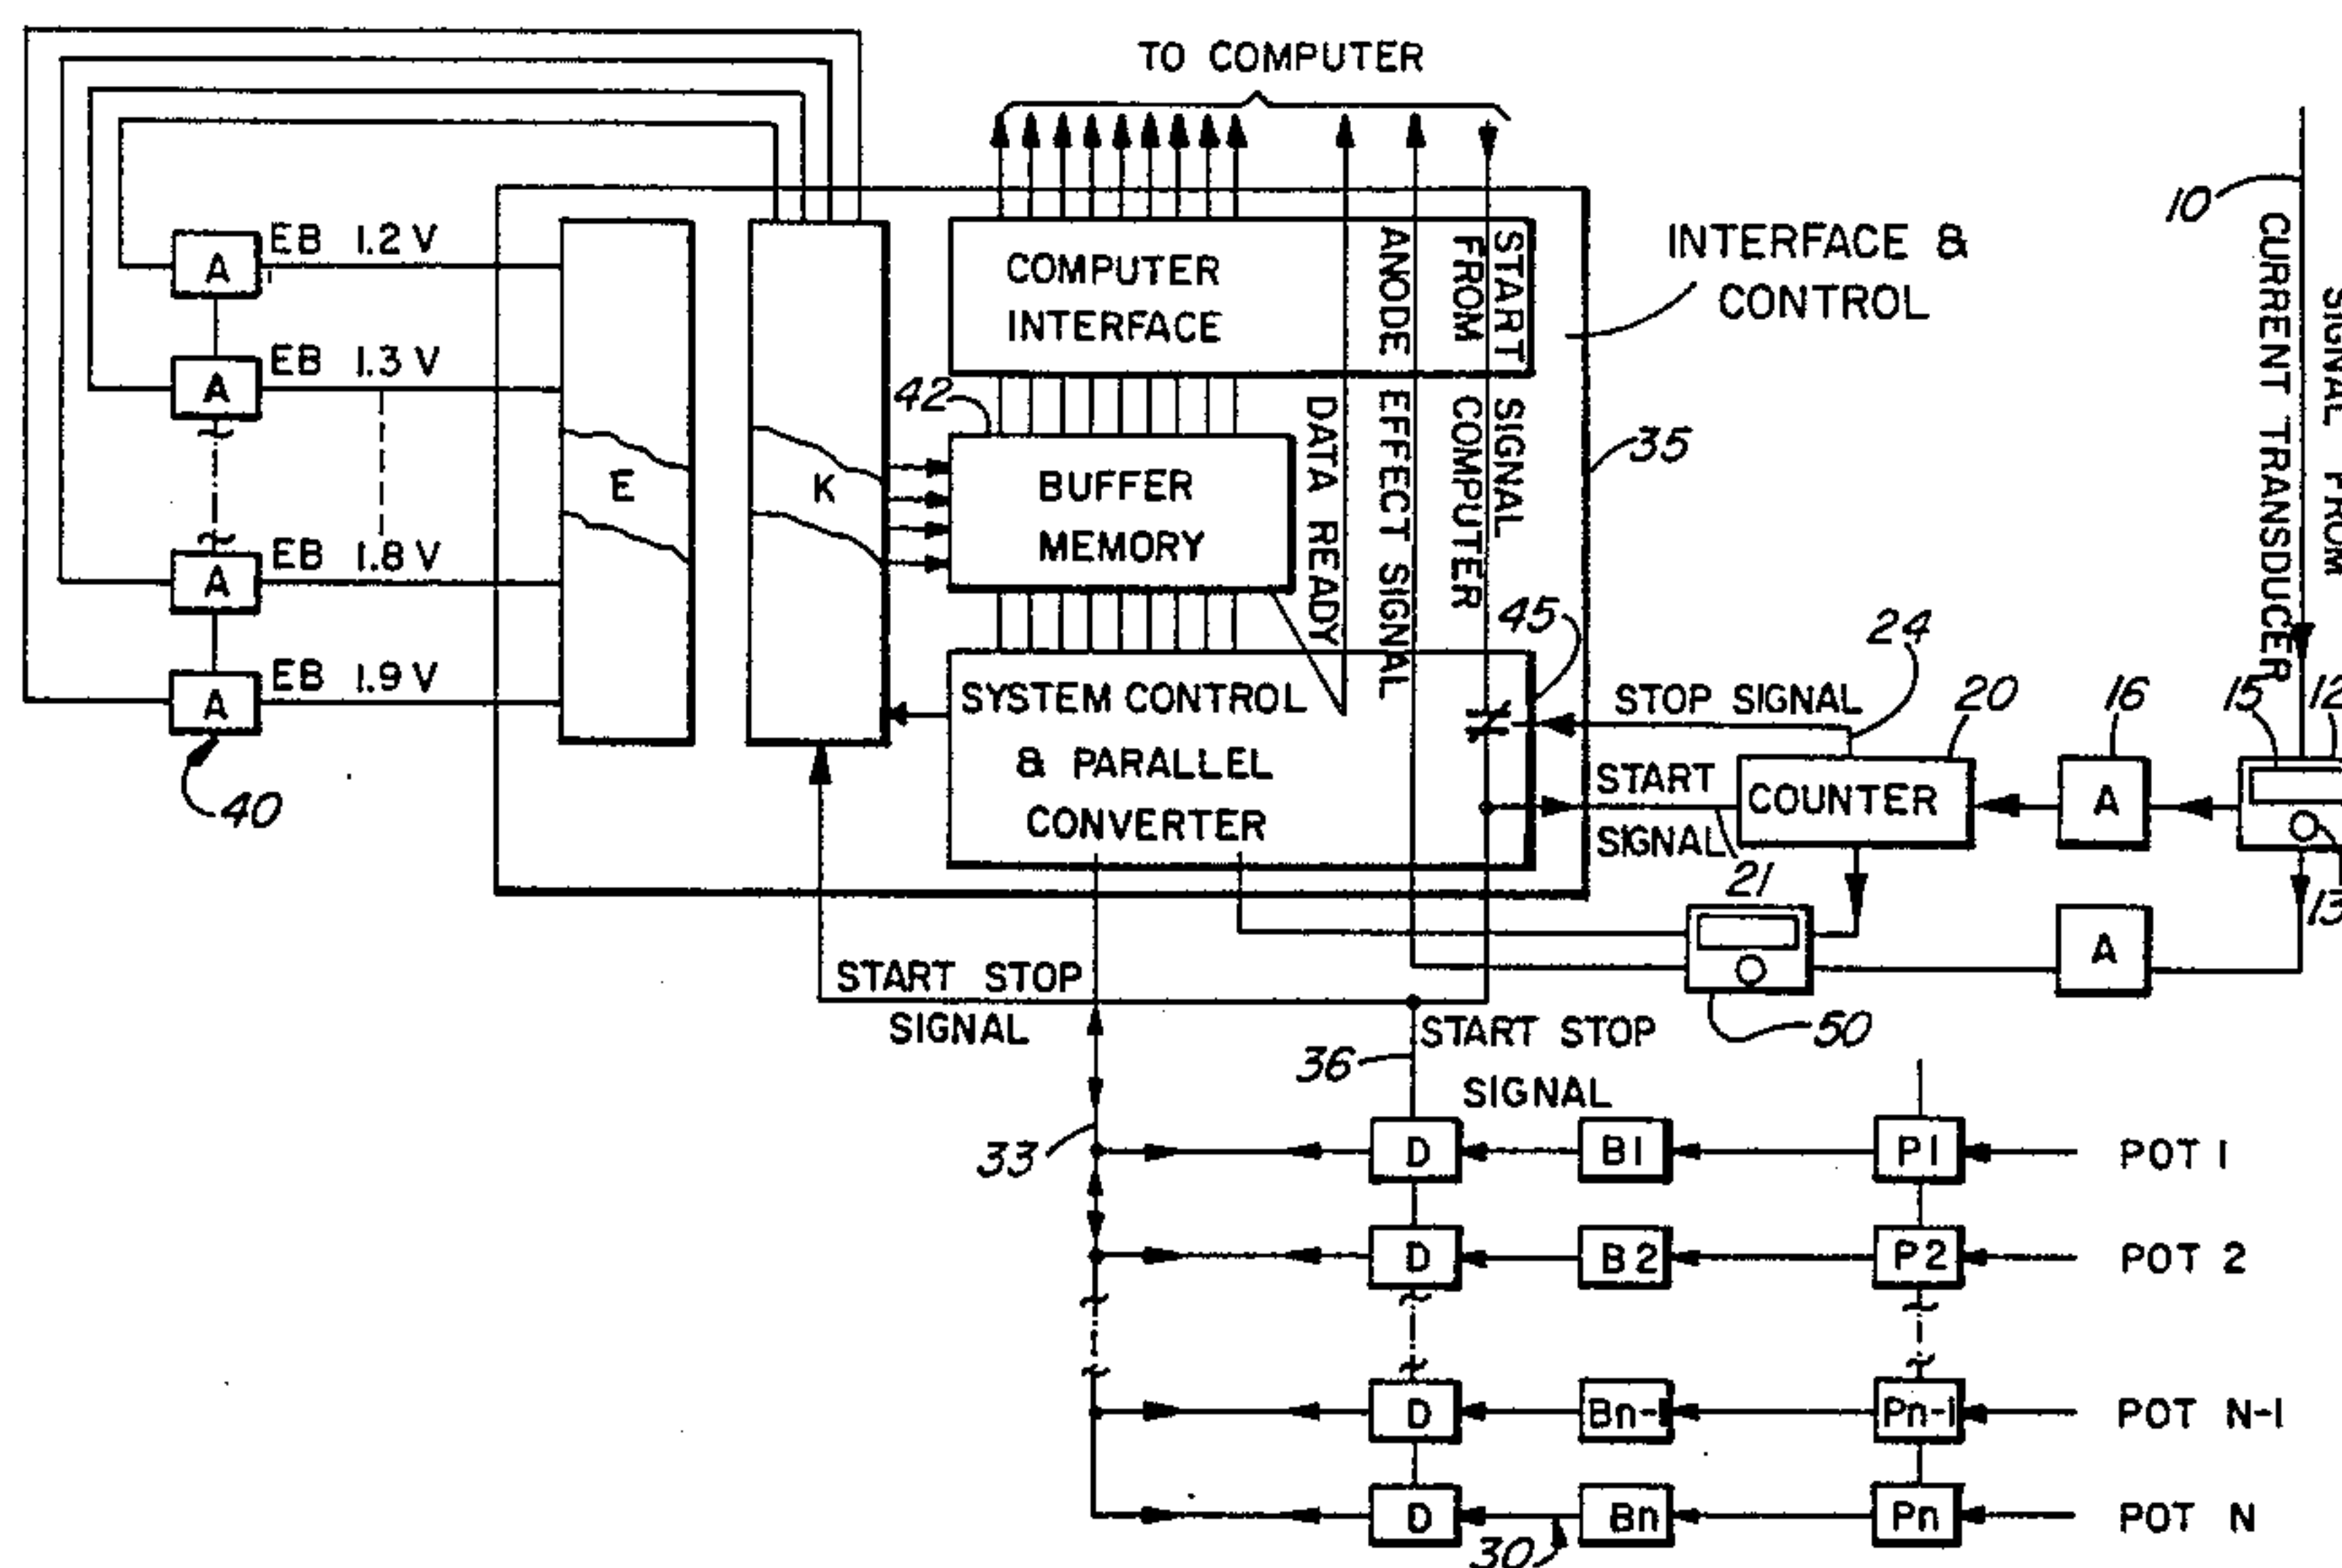 TO COMPUTER
10
SIGNAL FROM
CURRENT TRANSDUCER
A EB 1.2 V
A EB 1.3 V
A EB 1.8 V
A EB 1.9 V
40
E
K
COMPUTER
INTERFACE
START SIGNAL
FROM COMPUTER
ANODE EFFECT SIGNAL
DATA READY
INTERFACE &
CONTROL
42
BUFFER
MEMORY
35
SYSTEM CONTROL
& PARALLEL
CONVERTER
45
STOP SIGNAL
24
20
16
15
12
START
SIGNAL
COUNTER
A
21
13
A
50
START STOP
SIGNAL
START STOP
SIGNAL
36
33
D B1 P1 POT 1
D B2 P2 POT 2
D Bn-1 Pn-1 POT N-1
D Bn Pn POT N
30